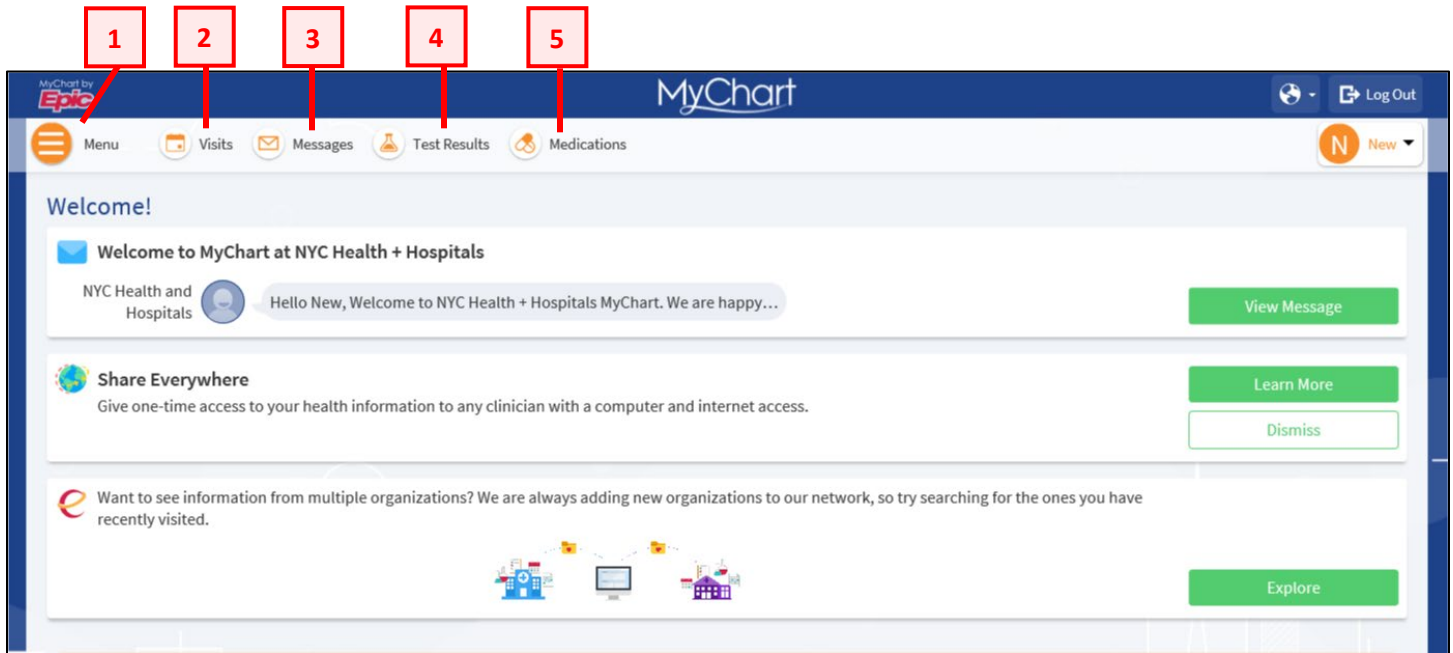 1 2 3 4 5
MyChart by
Epic
MyChart
Log Out
Menu Visits Messages Test Results Medications
N New
Welcome!
Welcome to MyChart at NYC Health + Hospitals
NYC Health and
Hospitals
Hello New, Welcome to NYC Health + Hospitals MyChart. We are happy...
View Message
Share Everywhere
Give one-time access to your health information to any clinician with a computer and internet access.
Learn More
Dismiss
Want to see information from multiple organizations? We are always adding new organizations to our network, so try searching for the ones you have
recently visited.
Explore